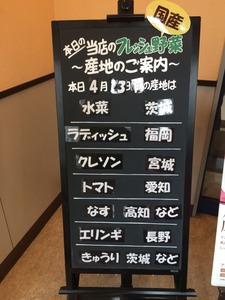 国産
本日の当店のフレッシュ野菜
～産地のご案内～
本日4月23日の産地は
水菜 茨城
ラディッシュ 福岡
クレソン 宮城
トマト 愛知
なす 高知 など
エリンギ 長野
きゅうり 茨城 など